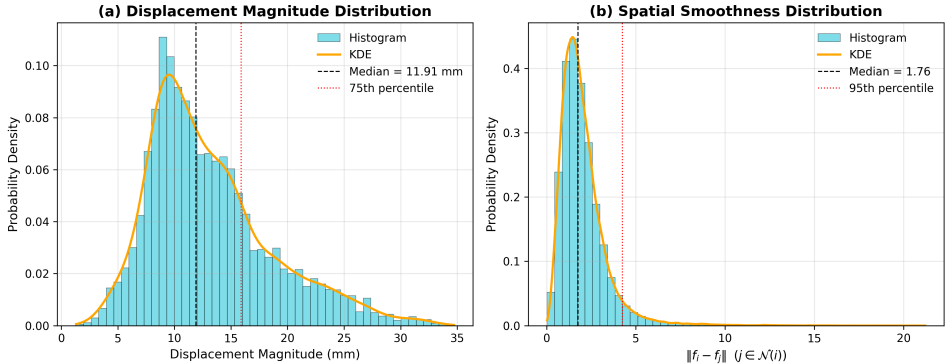 (a) Displacement Magnitude Distribution
Probability Density
0.10
0.08
0.06
0.04
0.02
0.00
0
5
10
15
20
25
30
35
Displacement Magnitude (mm)
Histogram
KDE
Median = 11.91 mm
75th percentile
(b) Spatial Smoothness Distribution
Probability Density
0.4
0.3
0.2
0.1
0.0
0
5
10
15
20
‖fᵢ − fⱼ‖ (j ∈ 𝒩(i))
Histogram
KDE
Median = 1.76
95th percentile